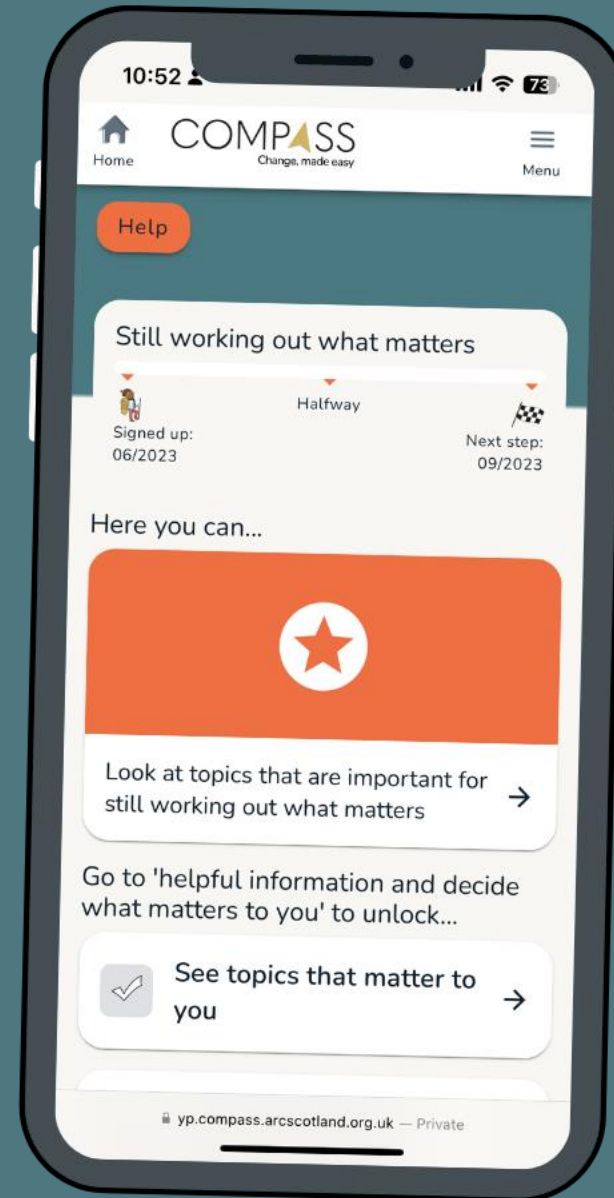 10:52
73
Home
COMPASS
Change, made easy
Menu
Help
Still working out what matters
Halfway
Signed up:
06/2023
Next step:
09/2023
Here you can...
Look at topics that are important for
still working out what matters
Go to 'helpful information and decide
what matters to you' to unlock...
See topics that matter to
you
yp.compass.arcscotland.org.uk — Private